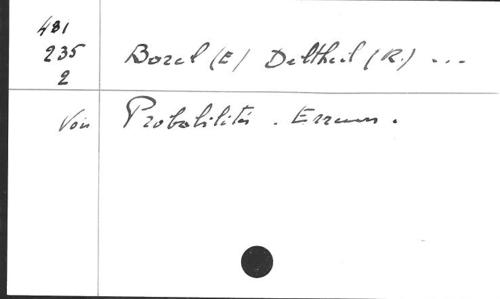 481
235 Borel (E) Deltheil (R.) ...
2
Voir Probabilités . Erreurs .